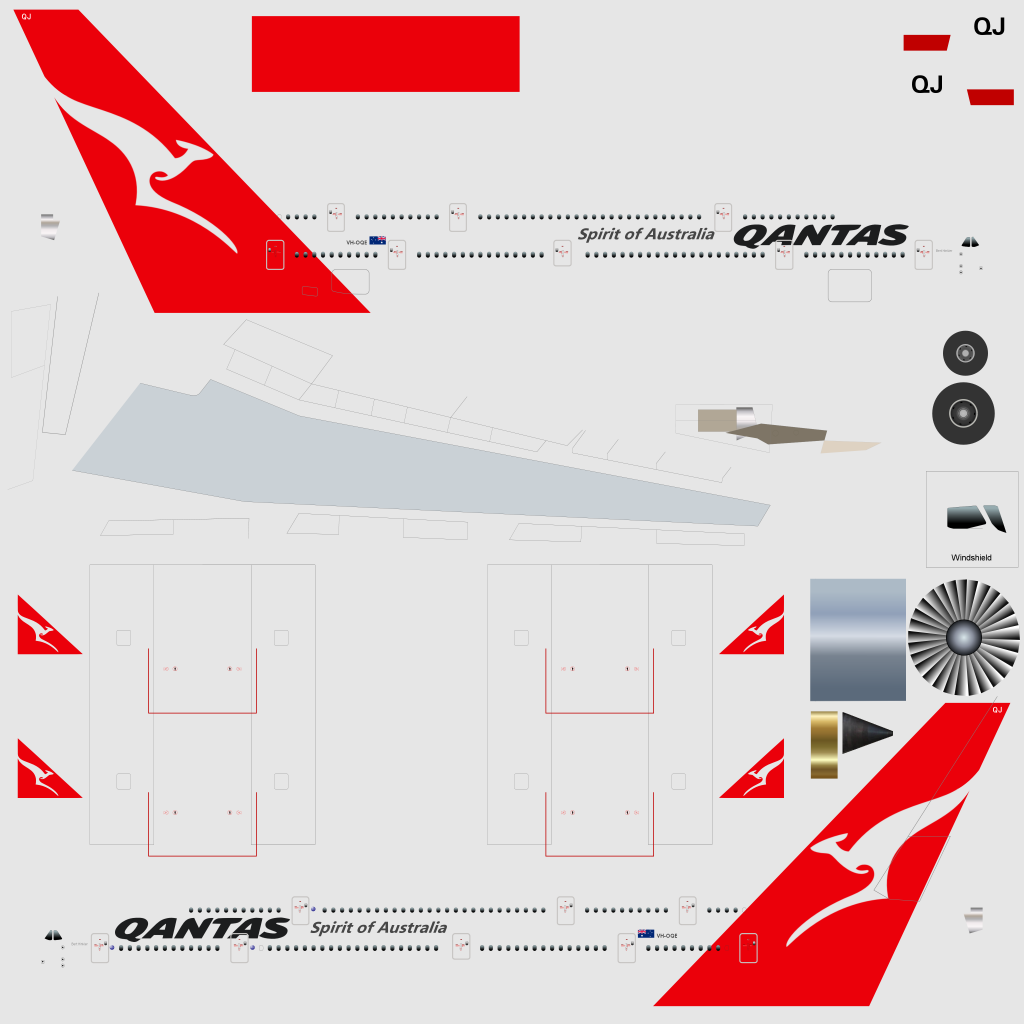 QJ
QJ
QJ
Spirit of Australia
QANTAS
VH-OQE
Windshield
QJ
QANTAS
Spirit of Australia
VH-OQE